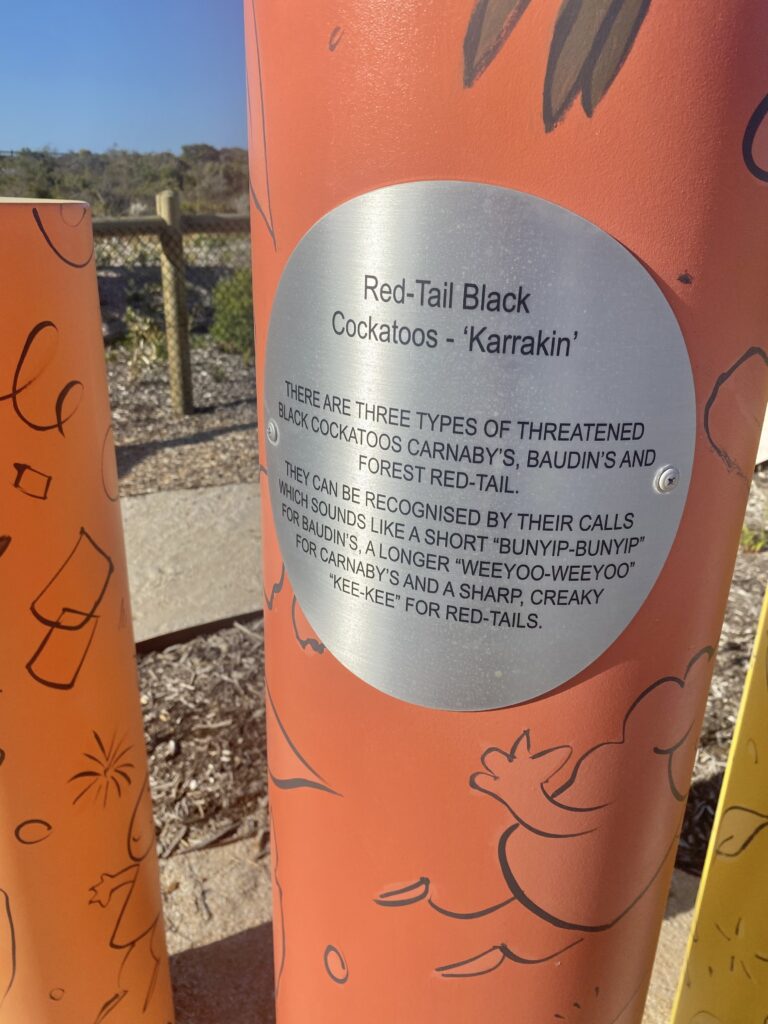 Red-Tail Black
Cockatoos - ‘Karrakin’
THERE ARE THREE TYPES OF THREATENED
BLACK COCKATOOS CARNABY'S, BAUDIN'S AND
FOREST RED-TAIL.
THEY CAN BE RECOGNISED BY THEIR CALLS
WHICH SOUNDS LIKE A SHORT “BUNYIP-BUNYIP”
FOR BAUDIN'S, A LONGER “WEEYOO-WEEYOO”
FOR CARNABY'S AND A SHARP, CREAKY
“KEE-KEE” FOR RED-TAILS.